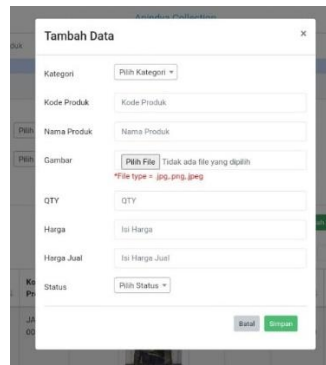 Anindya Collection
Tambah Data
×
Kategori Pilih Kategori
Kode Produk Kode Produk
Nama Produk Nama Produk
Gambar Pilih File Tidak ada file yang dipilih
*File type = .jpg,.png,.jpeg
QTY QTY
Harga Isi Harga
Harga Jual Isi Harga Jual
Status Pilih Status
Batal Simpan